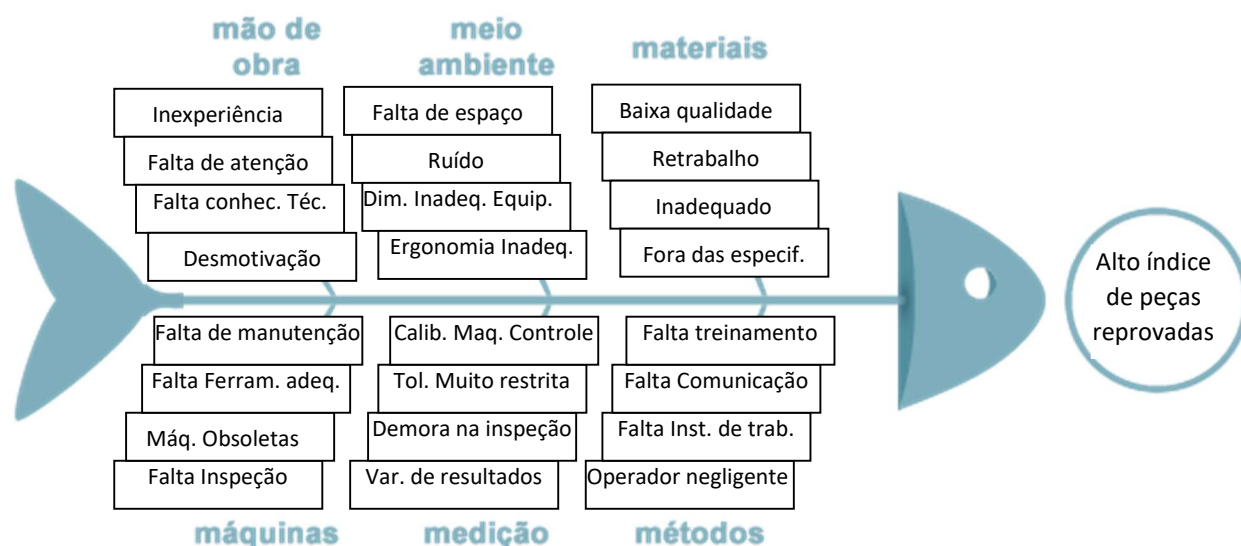 mão de
obra
Inexperiência
Falta de atenção
Falta conhec. Téc.
Desmotivação
meio
ambiente
Falta de espaço
Ruído
Dim. Inadeq. Equip.
Ergonomia Inadeq.
materiais
Baixa qualidade
Retrabalho
Inadequado
Fora das especif.
Alto índice
de peças
reprovadas
Falta de manutenção
Falta Ferram. adeq.
Máq. Obsoletas
Falta Inspeção
máquinas
Calib. Maq. Controle
Tol. Muito restrita
Demora na inspeção
Var. de resultados
medição
Falta treinamento
Falta Comunicação
Falta Inst. de trab.
Operador negligente
métodos